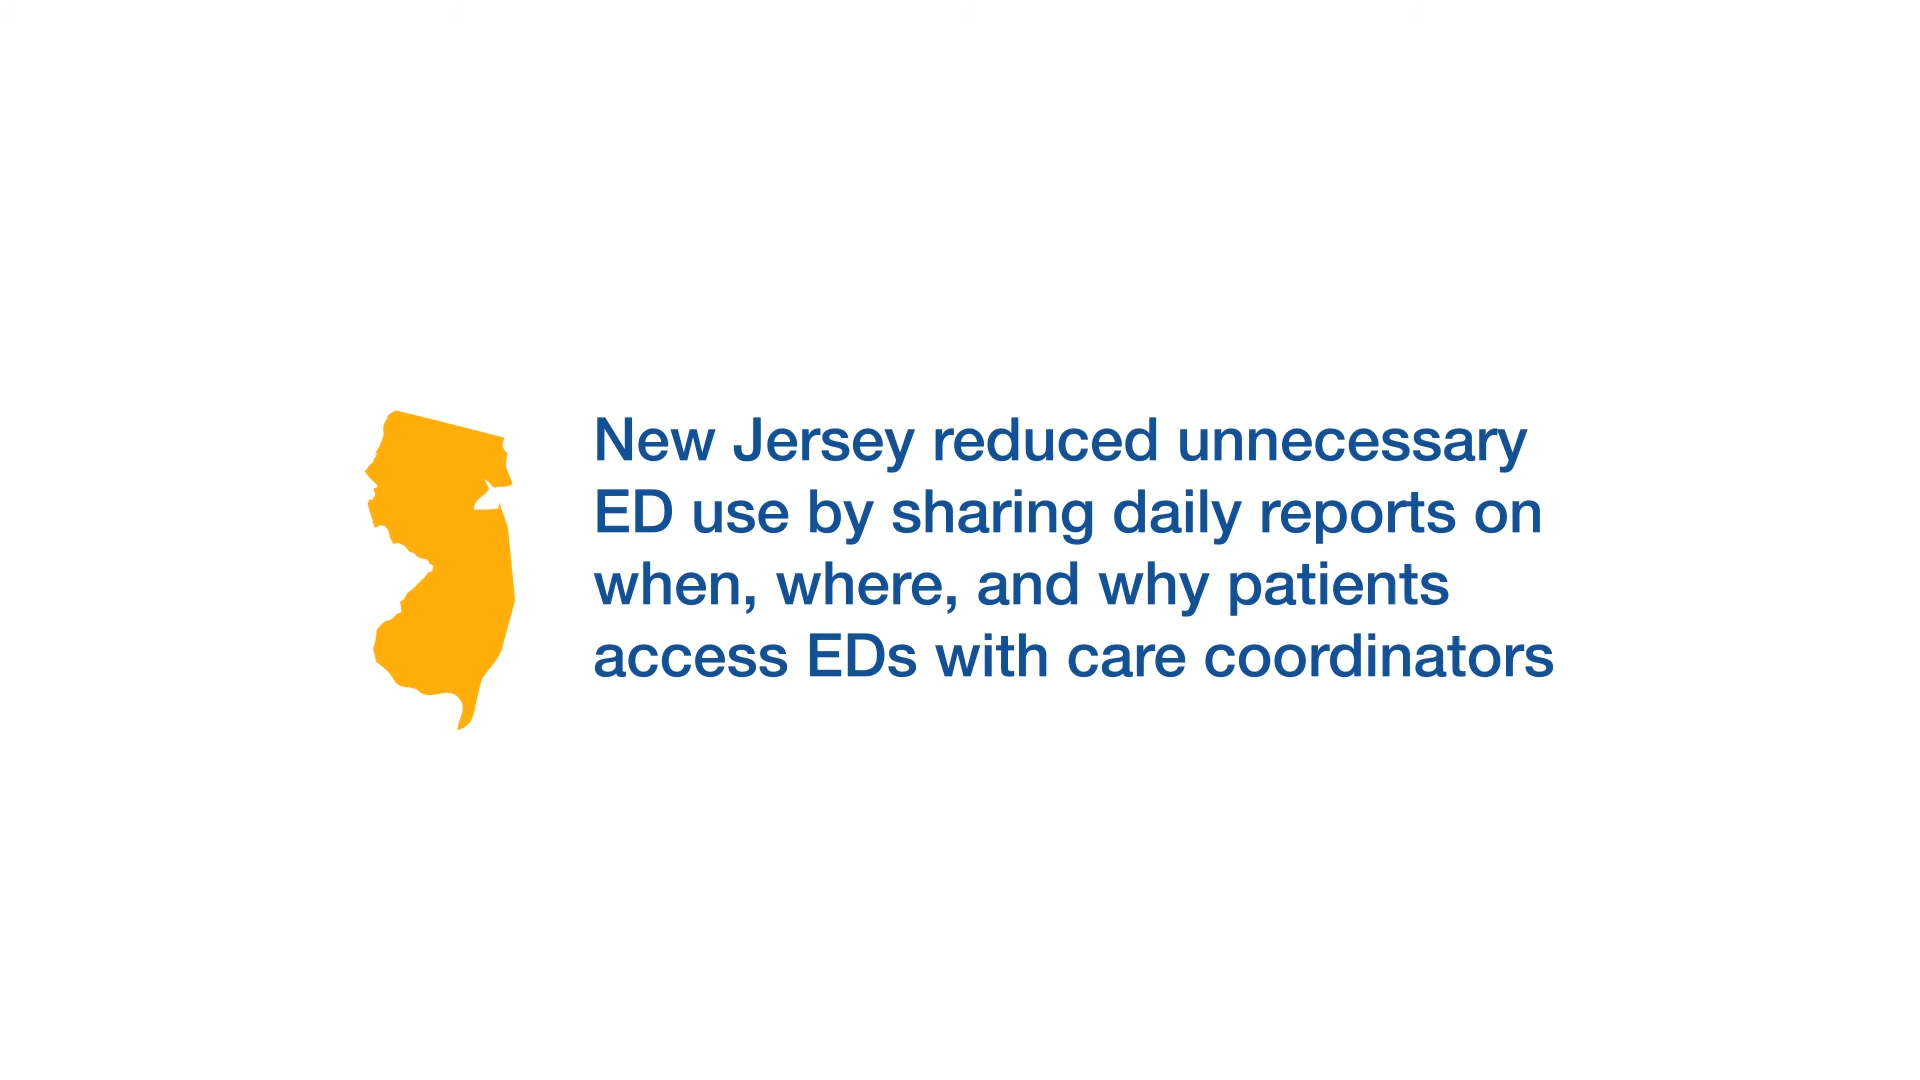 New Jersey reduced unnecessary
ED use by sharing daily reports on
when, where, and why patients
access EDs with care coordinators